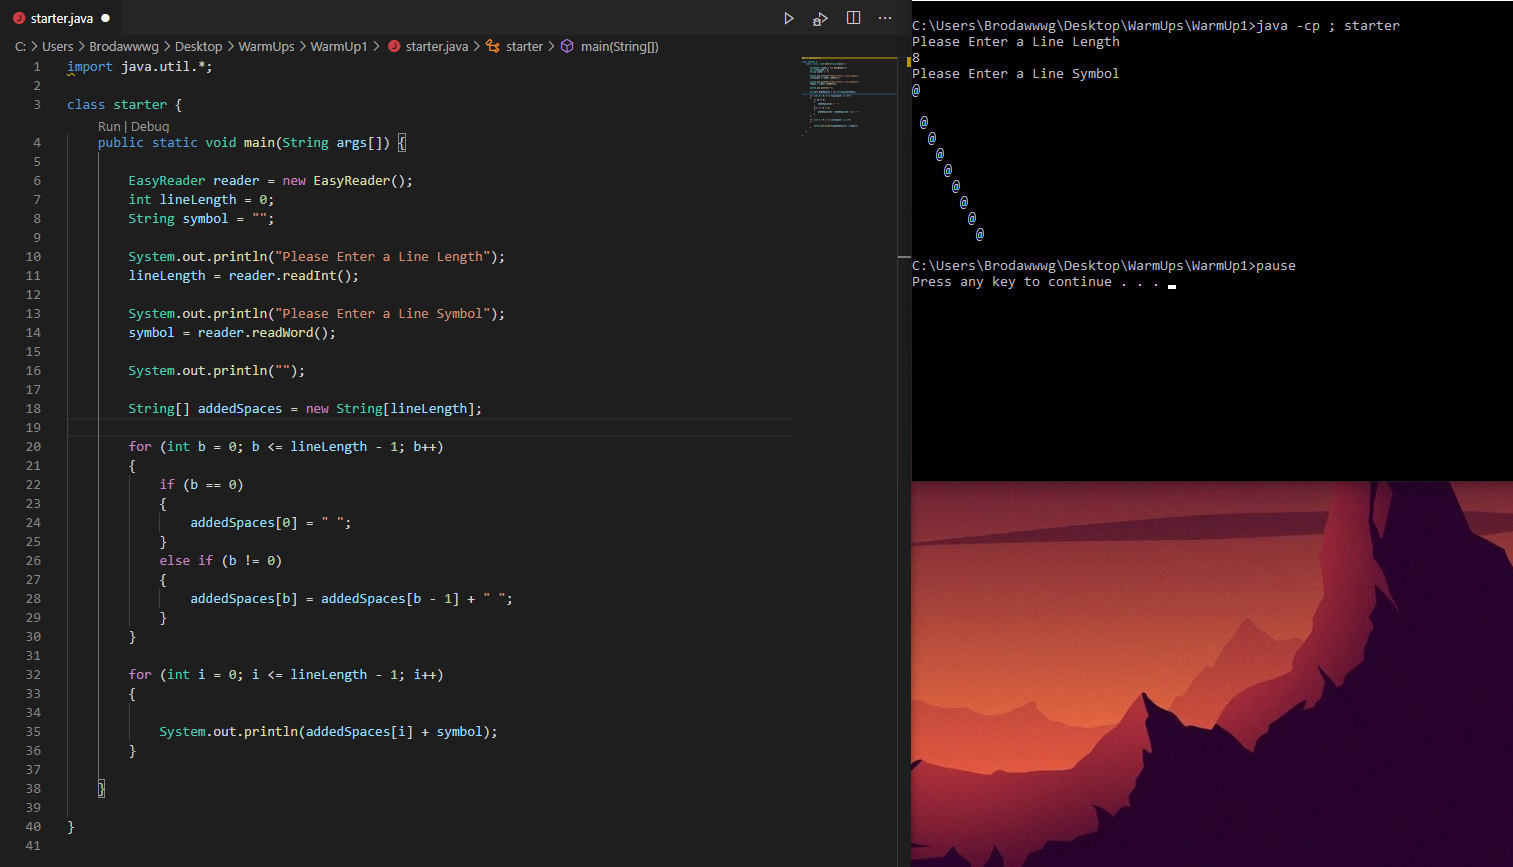 starter.java
C: > Users > Brodawwwg > Desktop > WarmUps > WarmUp1 > starter.java > starter > main(String[])
1 import java.util.*;
2
3 class starter {
Run | Debug
4 public static void main(String args[]) {
5
6 EasyReader reader = new EasyReader();
7 int lineLength = 0;
8 String symbol = "";
9
10 System.out.println("Please Enter a Line Length");
11 lineLength = reader.readInt();
12
13 System.out.println("Please Enter a Line Symbol");
14 symbol = reader.readWord();
15
16 System.out.println("");
17
18 String[] addedSpaces = new String[lineLength];
19
20 for (int b = 0; b <= lineLength - 1; b++)
21 {
22 if (b == 0)
23 {
24 addedSpaces[0] = " ";
25 }
26 else if (b != 0)
27 {
28 addedSpaces[b] = addedSpaces[b - 1] + " ";
29 }
30 }
31
32 for (int i = 0; i <= lineLength - 1; i++)
33 {
34
35 System.out.println(addedSpaces[i] + symbol);
36 }
37
38 }
39
40 }
41
C:\Users\Brodawwwg\Desktop\WarmUps\WarmUp1>java -cp ; starter
Please Enter a Line Length
8
Please Enter a Line Symbol
@
@
@
@
@
@
@
@
@
C:\Users\Brodawwwg\Desktop\WarmUps\WarmUp1>pause
Press any key to continue . . .